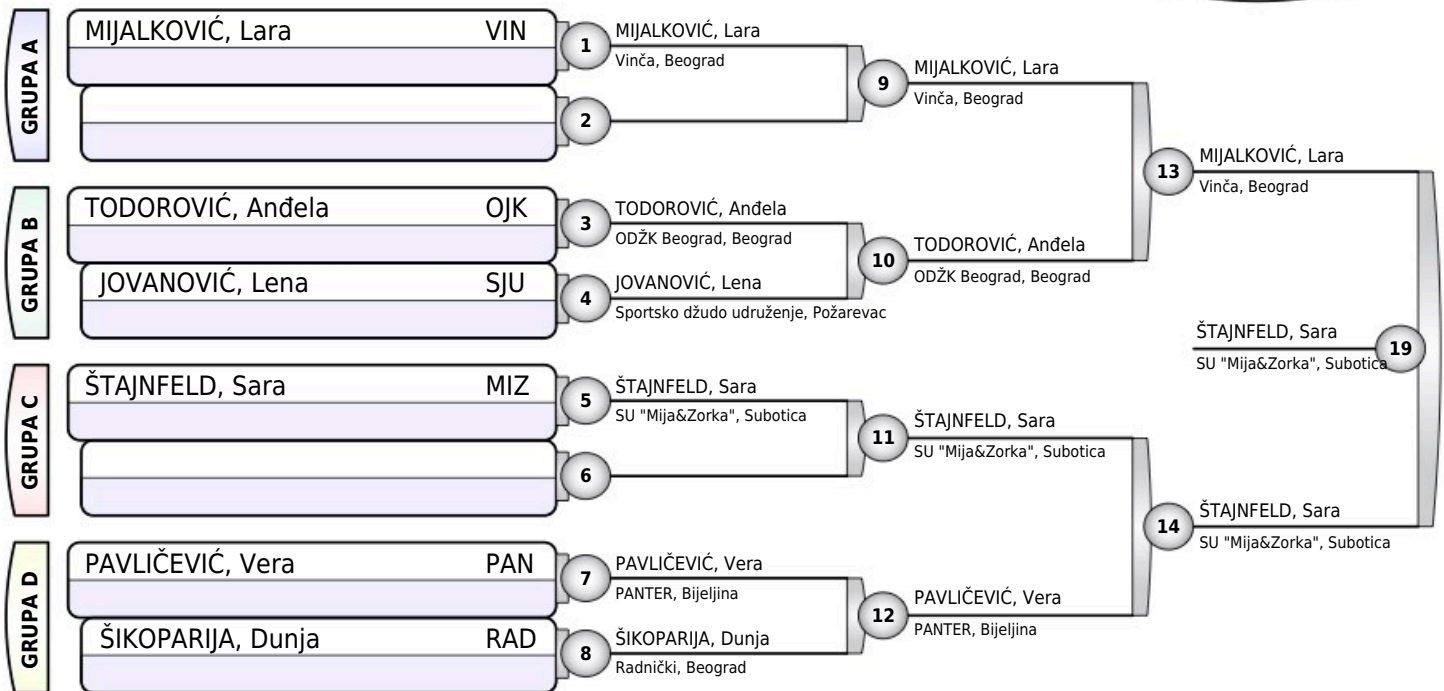 GRUPA A
MIJALKOVIĆ, Lara VIN
1
MIJALKOVIĆ, Lara
Vinča, Beograd
2
9
MIJALKOVIĆ, Lara
Vinča, Beograd
GRUPA B
TODOROVIĆ, Anđela OJK
3
TODOROVIĆ, Anđela
ODŽK Beograd, Beograd
JOVANOVIĆ, Lena SJU
4
JOVANOVIĆ, Lena
Sportsko džudo udruženje, Požarevac
10
TODOROVIĆ, Anđela
ODŽK Beograd, Beograd
13
MIJALKOVIĆ, Lara
Vinča, Beograd
GRUPA C
ŠTAJNFELD, Sara MIZ
5
ŠTAJNFELD, Sara
SU "Mija&Zorka", Subotica
6
11
ŠTAJNFELD, Sara
SU "Mija&Zorka", Subotica
GRUPA D
PAVLIČEVIĆ, Vera PAN
7
PAVLIČEVIĆ, Vera
PANTER, Bijeljina
ŠIKOPARIJA, Dunja RAD
8
ŠIKOPARIJA, Dunja
Radnički, Beograd
12
PAVLIČEVIĆ, Vera
PANTER, Bijeljina
14
ŠTAJNFELD, Sara
SU "Mija&Zorka", Subotica
ŠTAJNFELD, Sara
SU "Mija&Zorka", Subotica
19